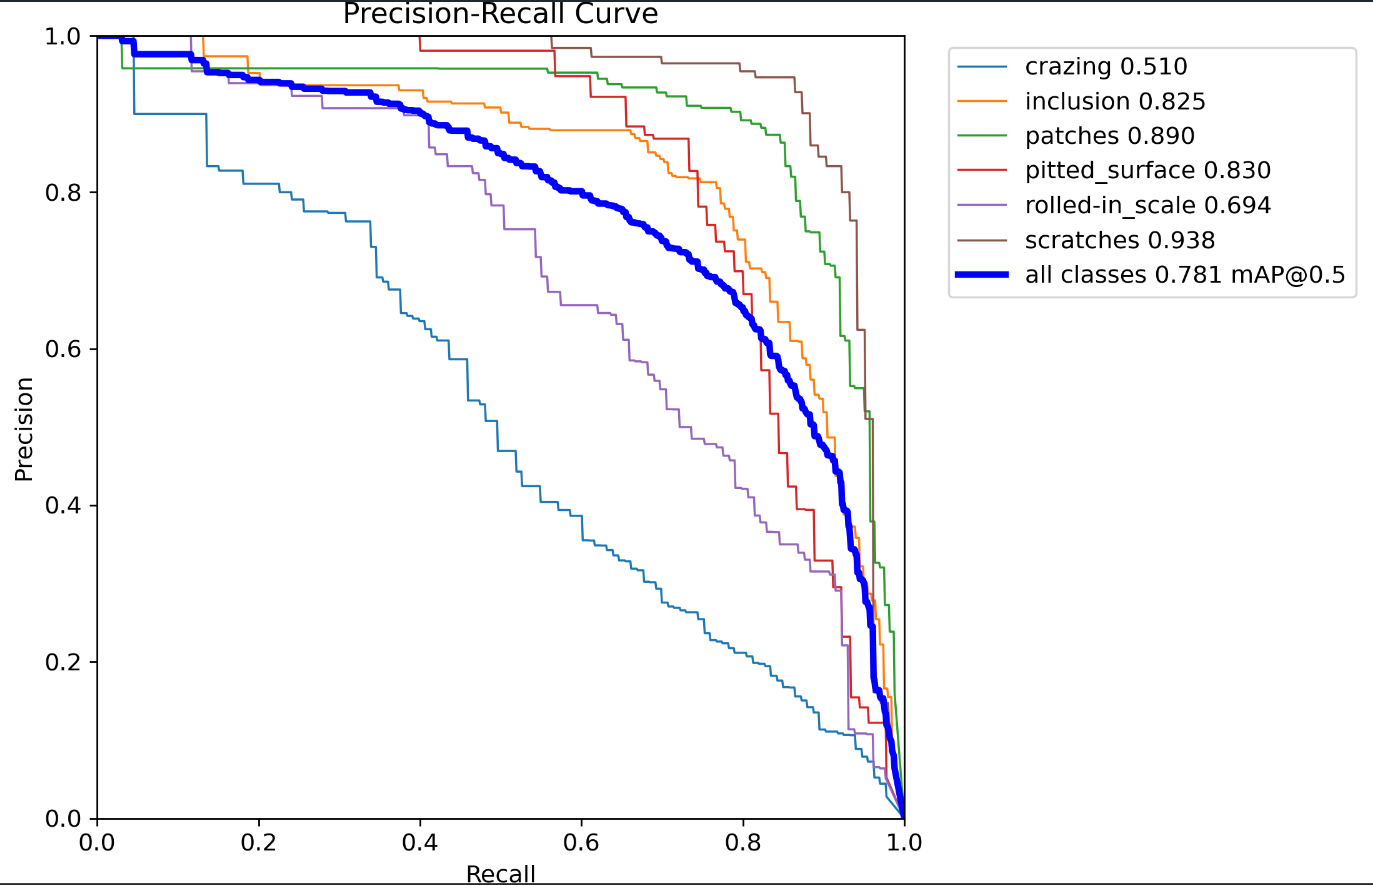 Precision-Recall Curve
1.0
0.8
0.6
0.4
0.2
0.0
Precision
0.0 0.2 0.4 0.6 0.8 1.0
Recall
crazing 0.510
inclusion 0.825
patches 0.890
pitted_surface 0.830
rolled-in_scale 0.694
scratches 0.938
all classes 0.781 mAP@0.5